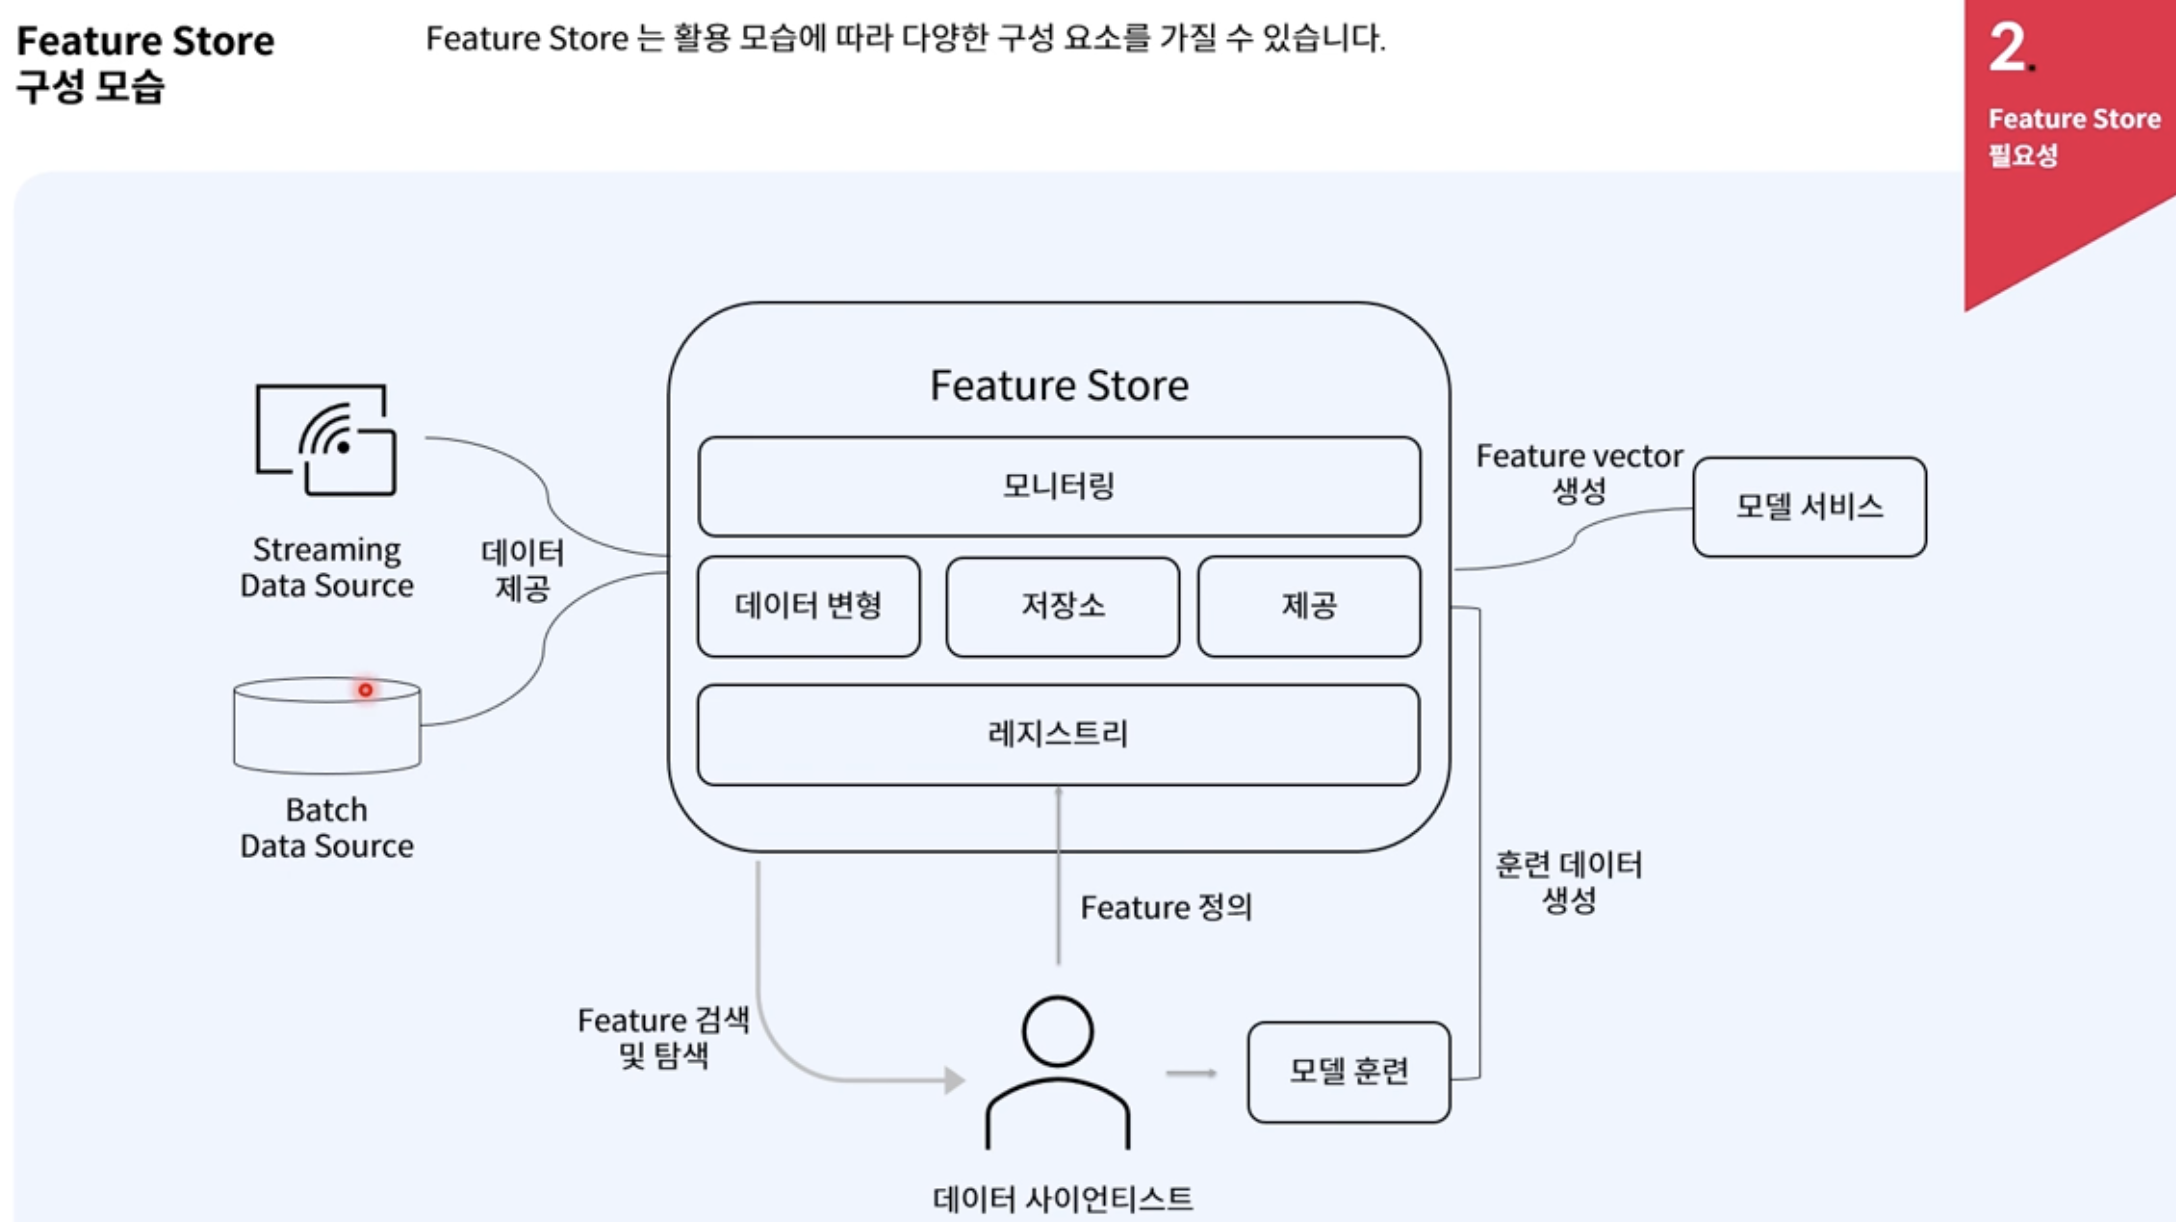 Feature Store
구성 모습
Feature Store 는 활용 모습에 따라 다양한 구성 요소를 가질 수 있습니다.
2.
Feature Store
필요성
Feature Store
모니터링
데이터 변형
저장소
제공
레지스트리
Streaming
Data Source
데이터
제공
Batch
Data Source
Feature vector
생성
모델 서비스
훈련 데이터
생성
Feature 정의
Feature 검색
및 탐색
모델 훈련
데이터 사이언티스트